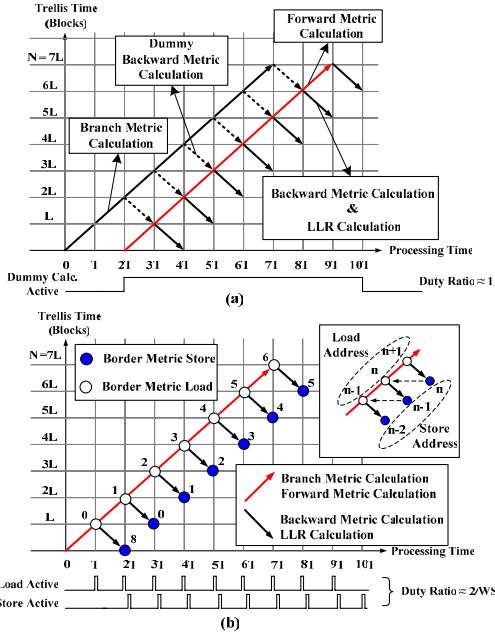 Trellis Time
(Blocks)
Forward Metric
Calculation
Dummy
Backward Metric
Calculation
N = 7L
6L
5L
Branch Metric
Calculation
4L
3L
Backward Metric Calculation
&
LLR Calculation
2L
L
Processing Time
0 1 21 31 41 51 61 71 81 91 101
Dummy Calc.
Active
Duty Ratio ≈ 1
(a)
Trellis Time
(Blocks)
N=7L
Border Metric Store
Border Metric Load
6
Load
Address
n+1
n
n
n-1
n-1
n-2
Store
Address
6L
5
5
5L
4
4
4L
3
3
3L
2
2
Branch Metric Calculation
Forward Metric Calculation
2L
1
1
Backward Metric Calculation
LLR Calculation
L
0
0
8
Processing Time
0 1 21 31 41 51 61 71 81 91 101
Load Active
Store Active
Duty Ratio ≈ 2/WS
(b)